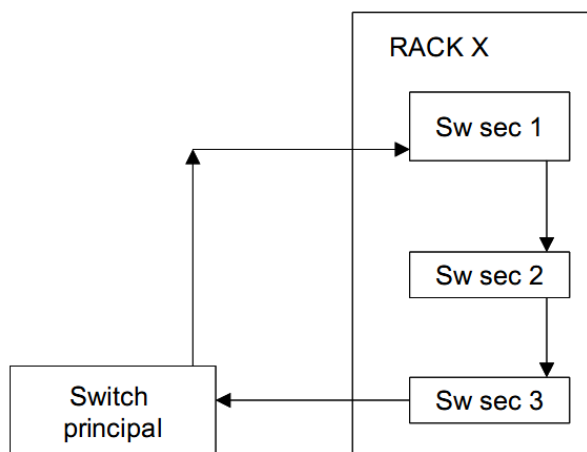 RACK X
Sw sec 1
Sw sec 2
Sw sec 3
Switch
principal